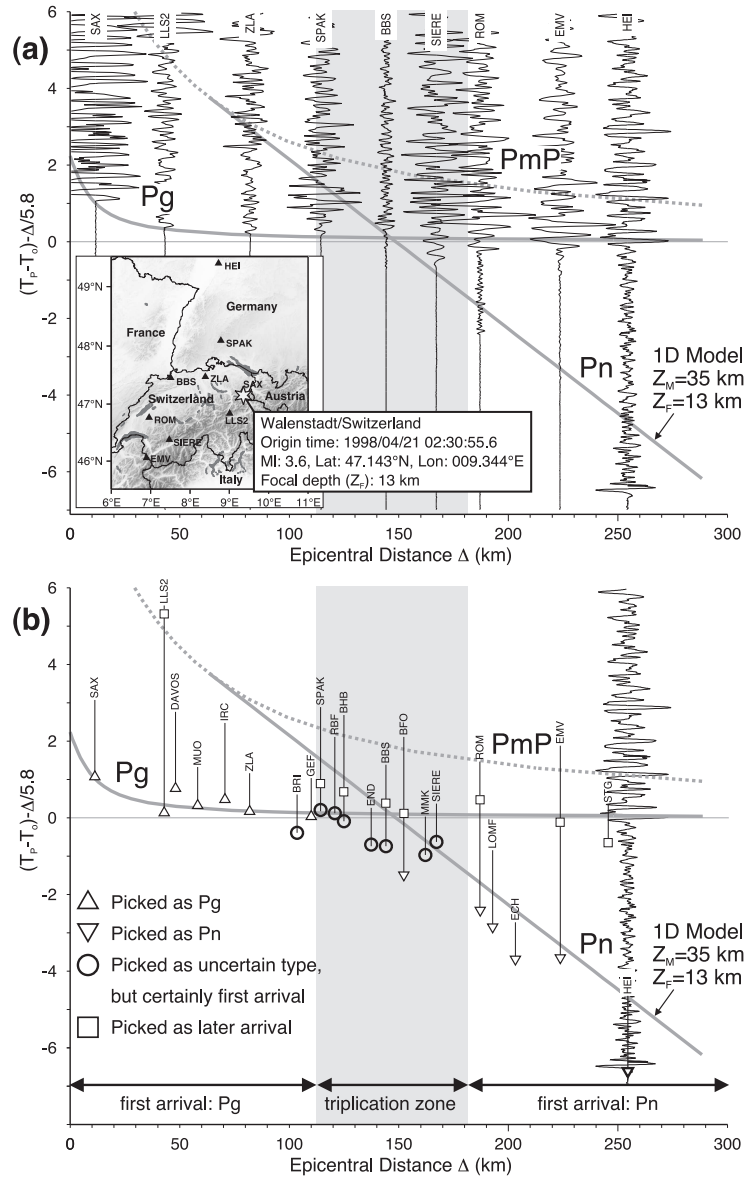 (a)
6
4
2
0
-2
-4
-6
(T_P-T_o)-Δ/5.8
SAX
LLS2
ZLA
SPAK
BBS
SIERE
ROM
EMV
HEI
Pg
PmP
Pn
1D Model
Z_M=35 km
Z_F=13 km
49°N
48°N
47°N
46°N
6°E
7°E
8°E
9°E
10°E
11°E
HEI
Germany
France
SPAK
BBS
ZLA
SAX
Switzerland
Austria
ROM
LLS2
SIERE
EMV
Italy
Walenstadt/Switzerland
Origin time: 1998/04/21 02:30:55.6
Ml: 3.6, Lat: 47.143°N, Lon: 009.344°E
Focal depth (Z_F): 13 km
0 50 100 150 200 250 300
Epicentral Distance Δ (km)
(b)
6
4
2
0
-2
-4
-6
(T_P-T_o)-Δ/5.8
SAX
LLS2
DAVOS
MUO
IRC
ZLA
BRI
GEF
SPAK
RBF
BHB
END
BBS
BFO
MMK
SIERE
ROM
LOMF
ECH
EMV
STG
HEI
Pg
PmP
Pn
1D Model
Z_M=35 km
Z_F=13 km
Picked as Pg
Picked as Pn
Picked as uncertain type,
but certainly first arrival
Picked as later arrival
first arrival: Pg
triplication zone
first arrival: Pn
0 50 100 150 200 250 300
Epicentral Distance Δ (km)